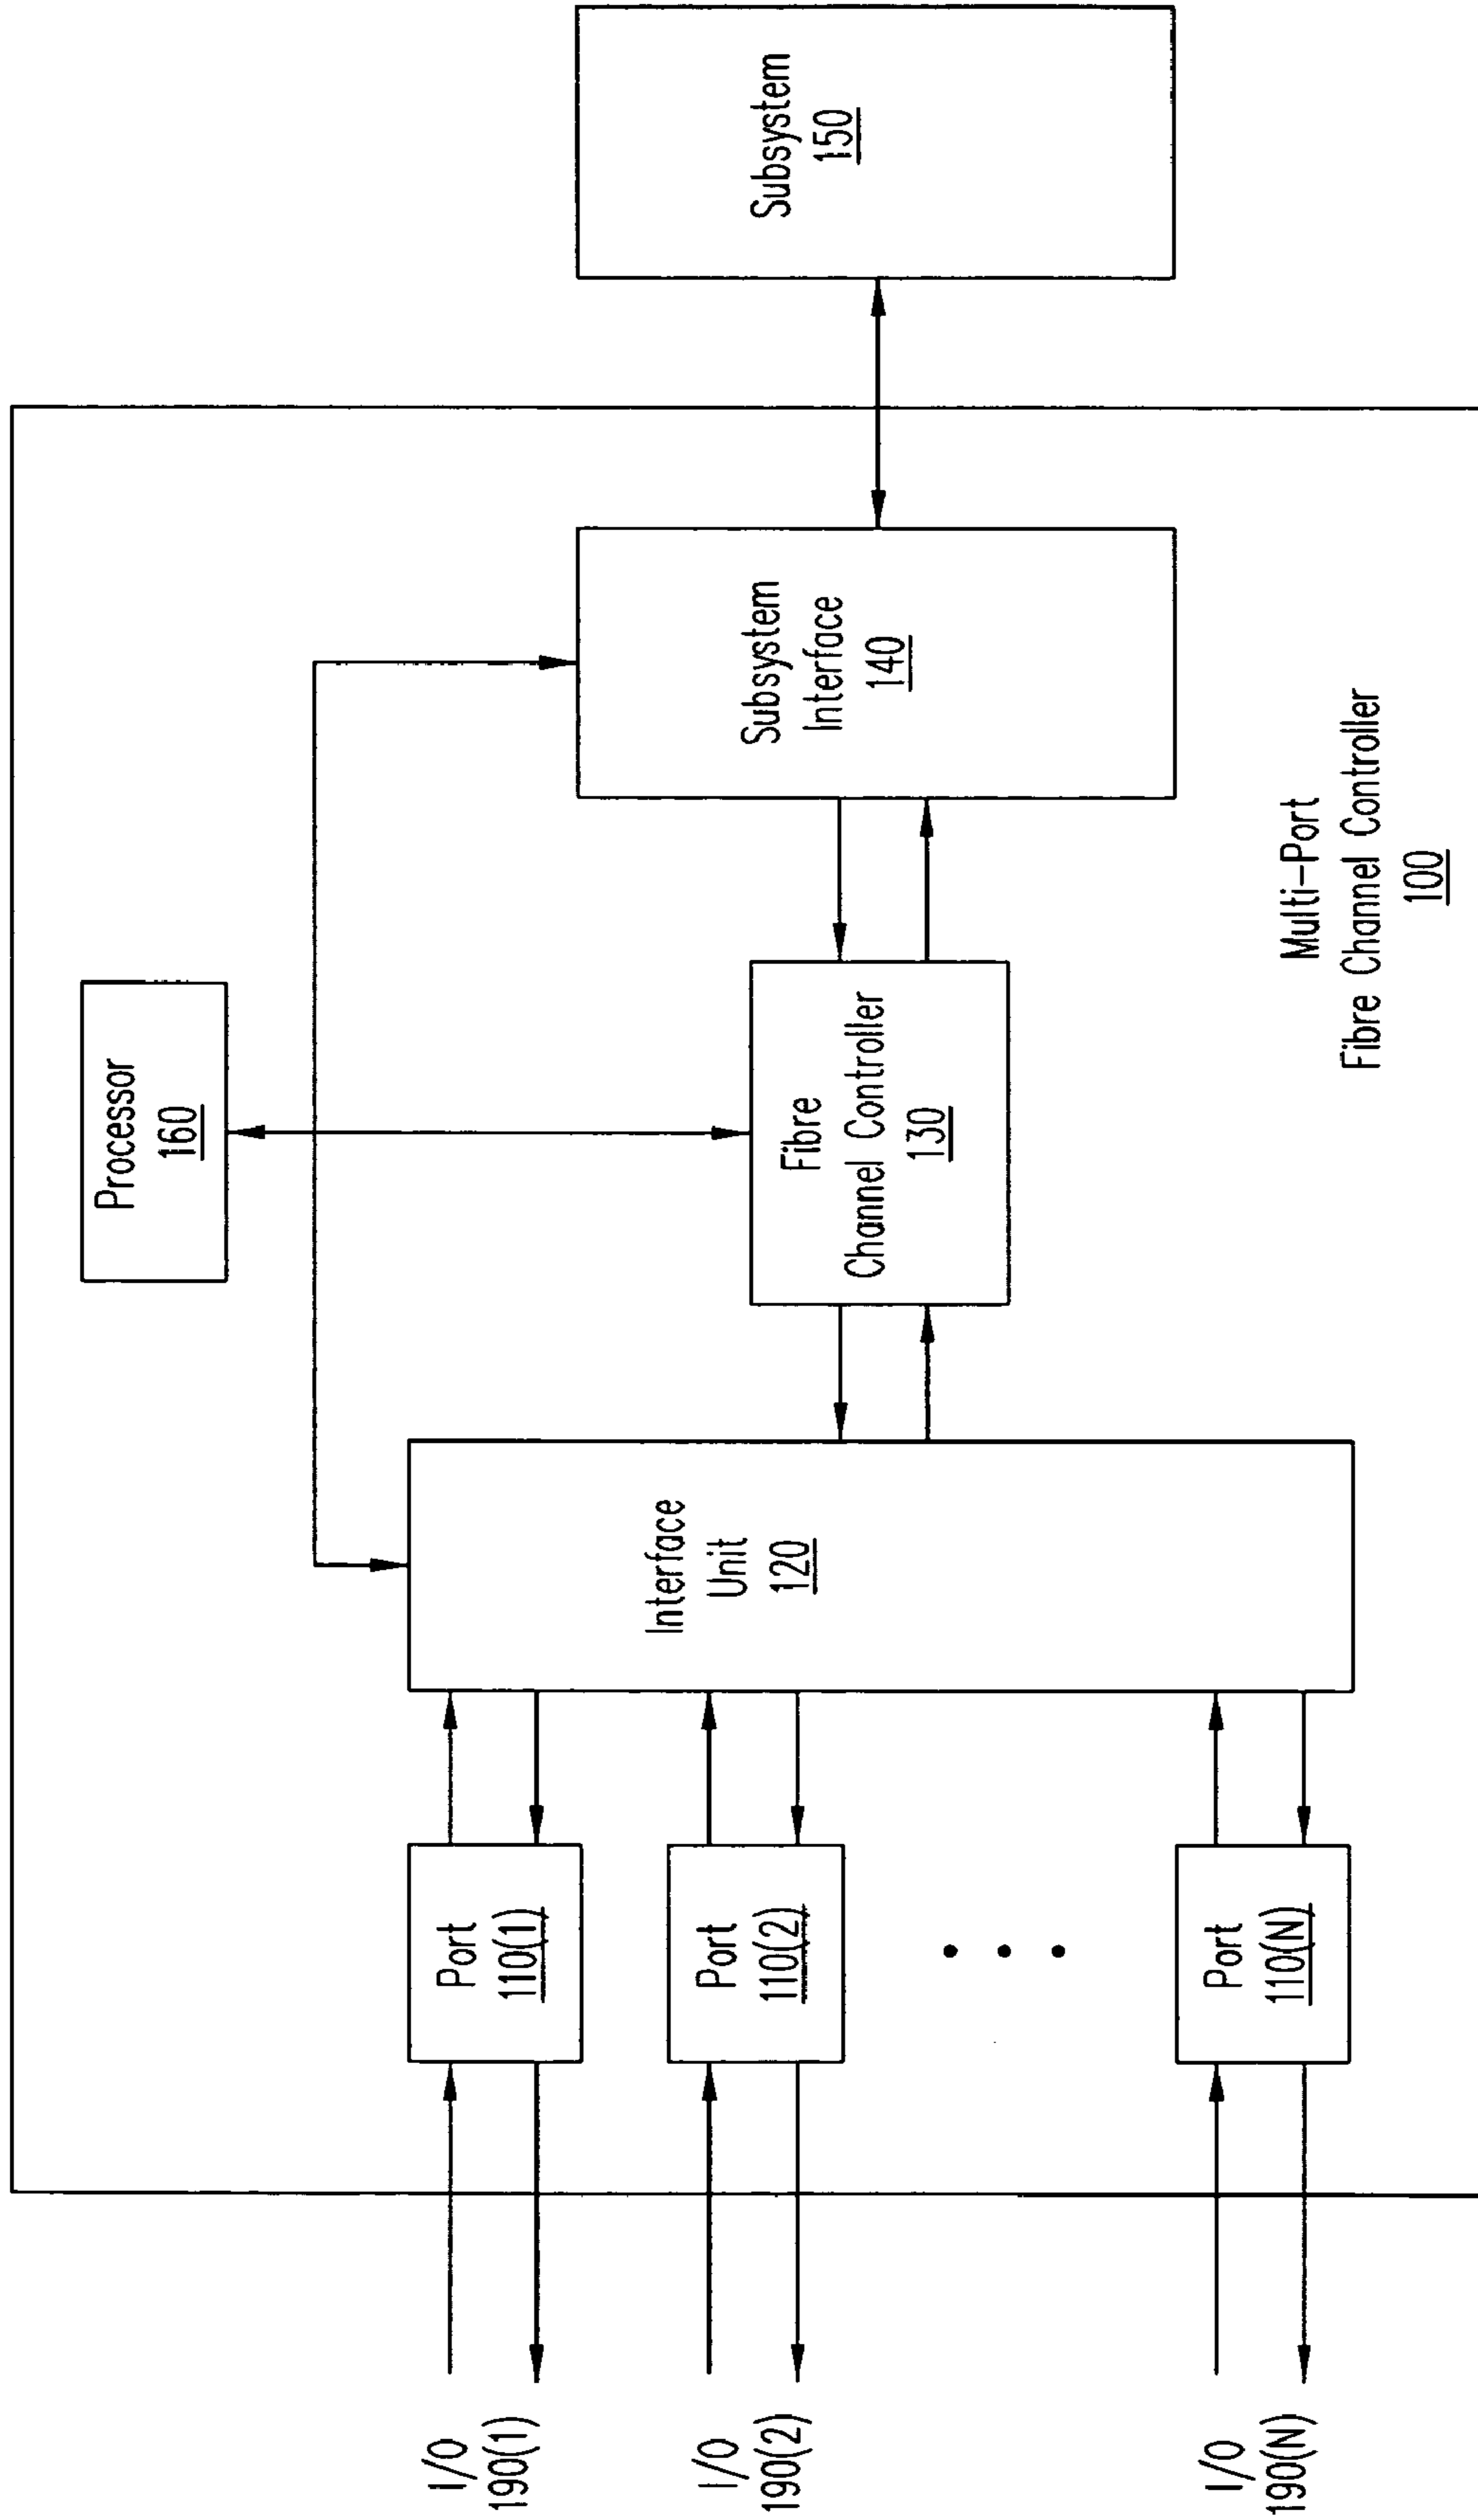 Processor
160
I/O
190(1)
Port
110(1)
I/O
190(2)
Port
110(2)
I/O
190(N)
Port
110(N)
Interface
Unit
120
Fibre
Channel Controller
130
Subsystem
Interface
140
Subsystem
150
Multi-Port
Fibre Channel Controller
100